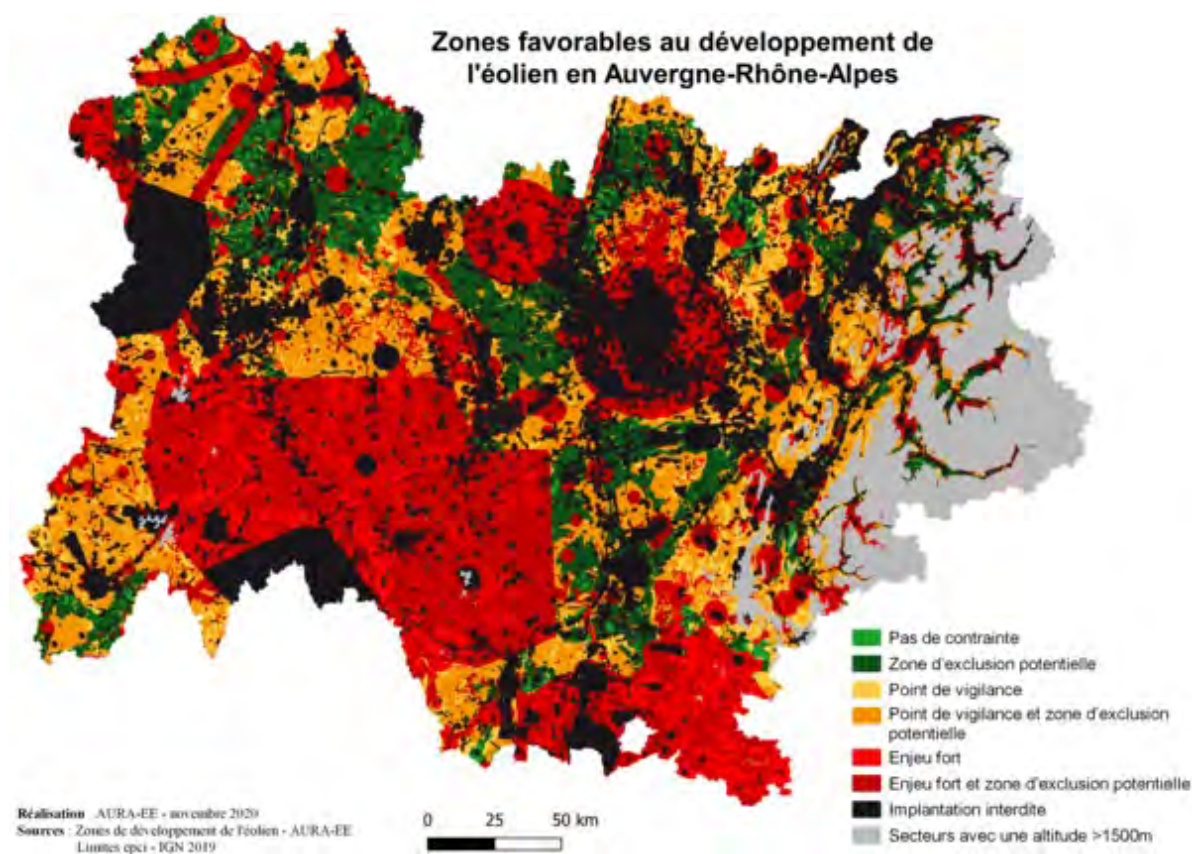 Zones favorables au développement de
l'éolien en Auvergne-Rhône-Alpes
Pas de contrainte
Zone d'exclusion potentielle
Point de vigilance
Point de vigilance et zone d'exclusion
potentielle
Enjeu fort
Enjeu fort et zone d'exclusion potentielle
Implantation interdite
Secteurs avec une altitude >1500m
Réalisation : AURA-EE - novembre 2020
Sources : Zones de développement de l'éolien - AURA-EE
Limites epci - IGN 2019
0 25 50 km